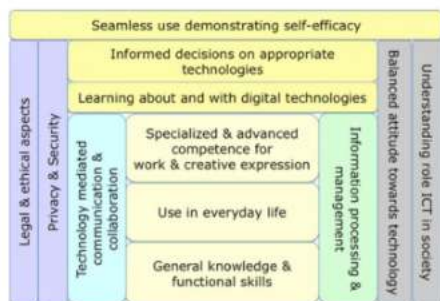 Seamless use demonstrating self-efficacy
Informed decisions on appropriate
technologies
Learning about and with digital technologies
Legal & ethical aspects
Privacy & Security
Technology mediated
communication &
collaboration
Specialized & advanced
competence for
work & creative expression
Use in everyday life
General knowledge &
functional skills
Information processing &
management
Balanced attitude towards technology
Understanding role ICT in society